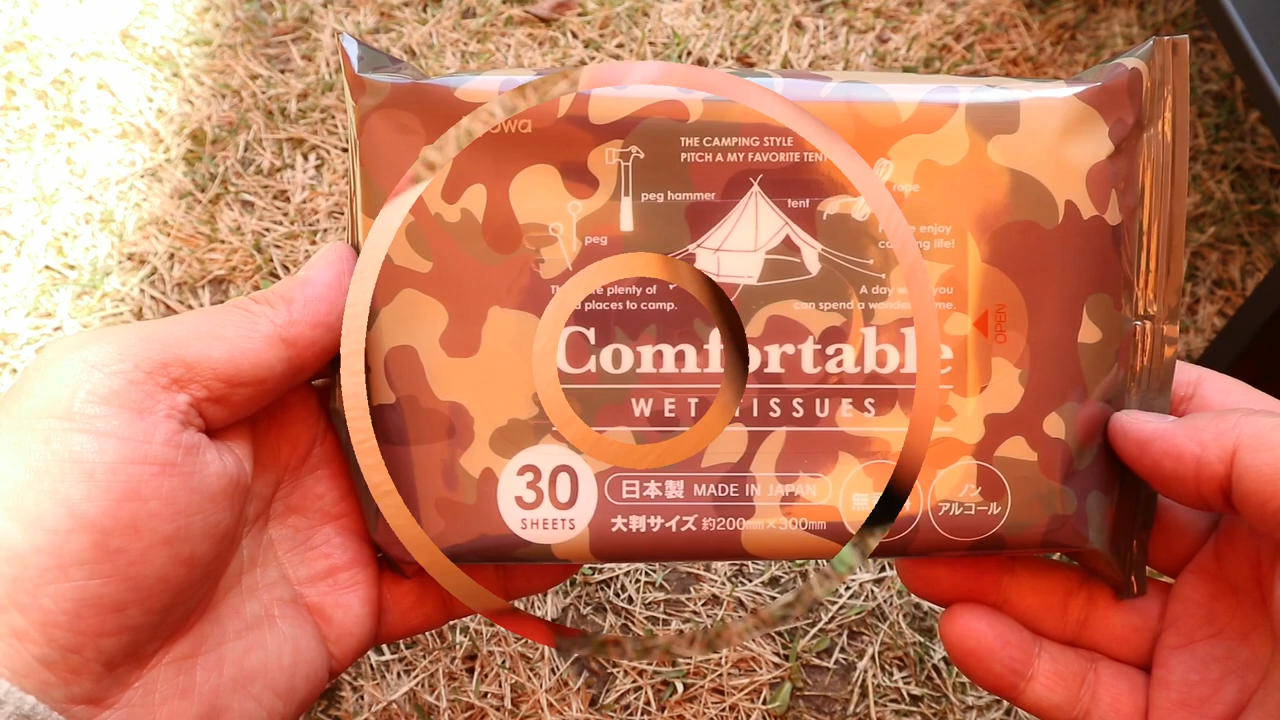 THE CAMPING STYLE
PITCH A MY FAVORITE TENT
peg hammer
tent
rope
peg
enjoy
life!
plenty of
places to camp.
A day you
can spend a
Comfortable
WET TISSUES
OPEN
30
SHEETS
日本製 MADE IN JAPAN
大判サイズ 約200mm×300mm
ノン
アルコール